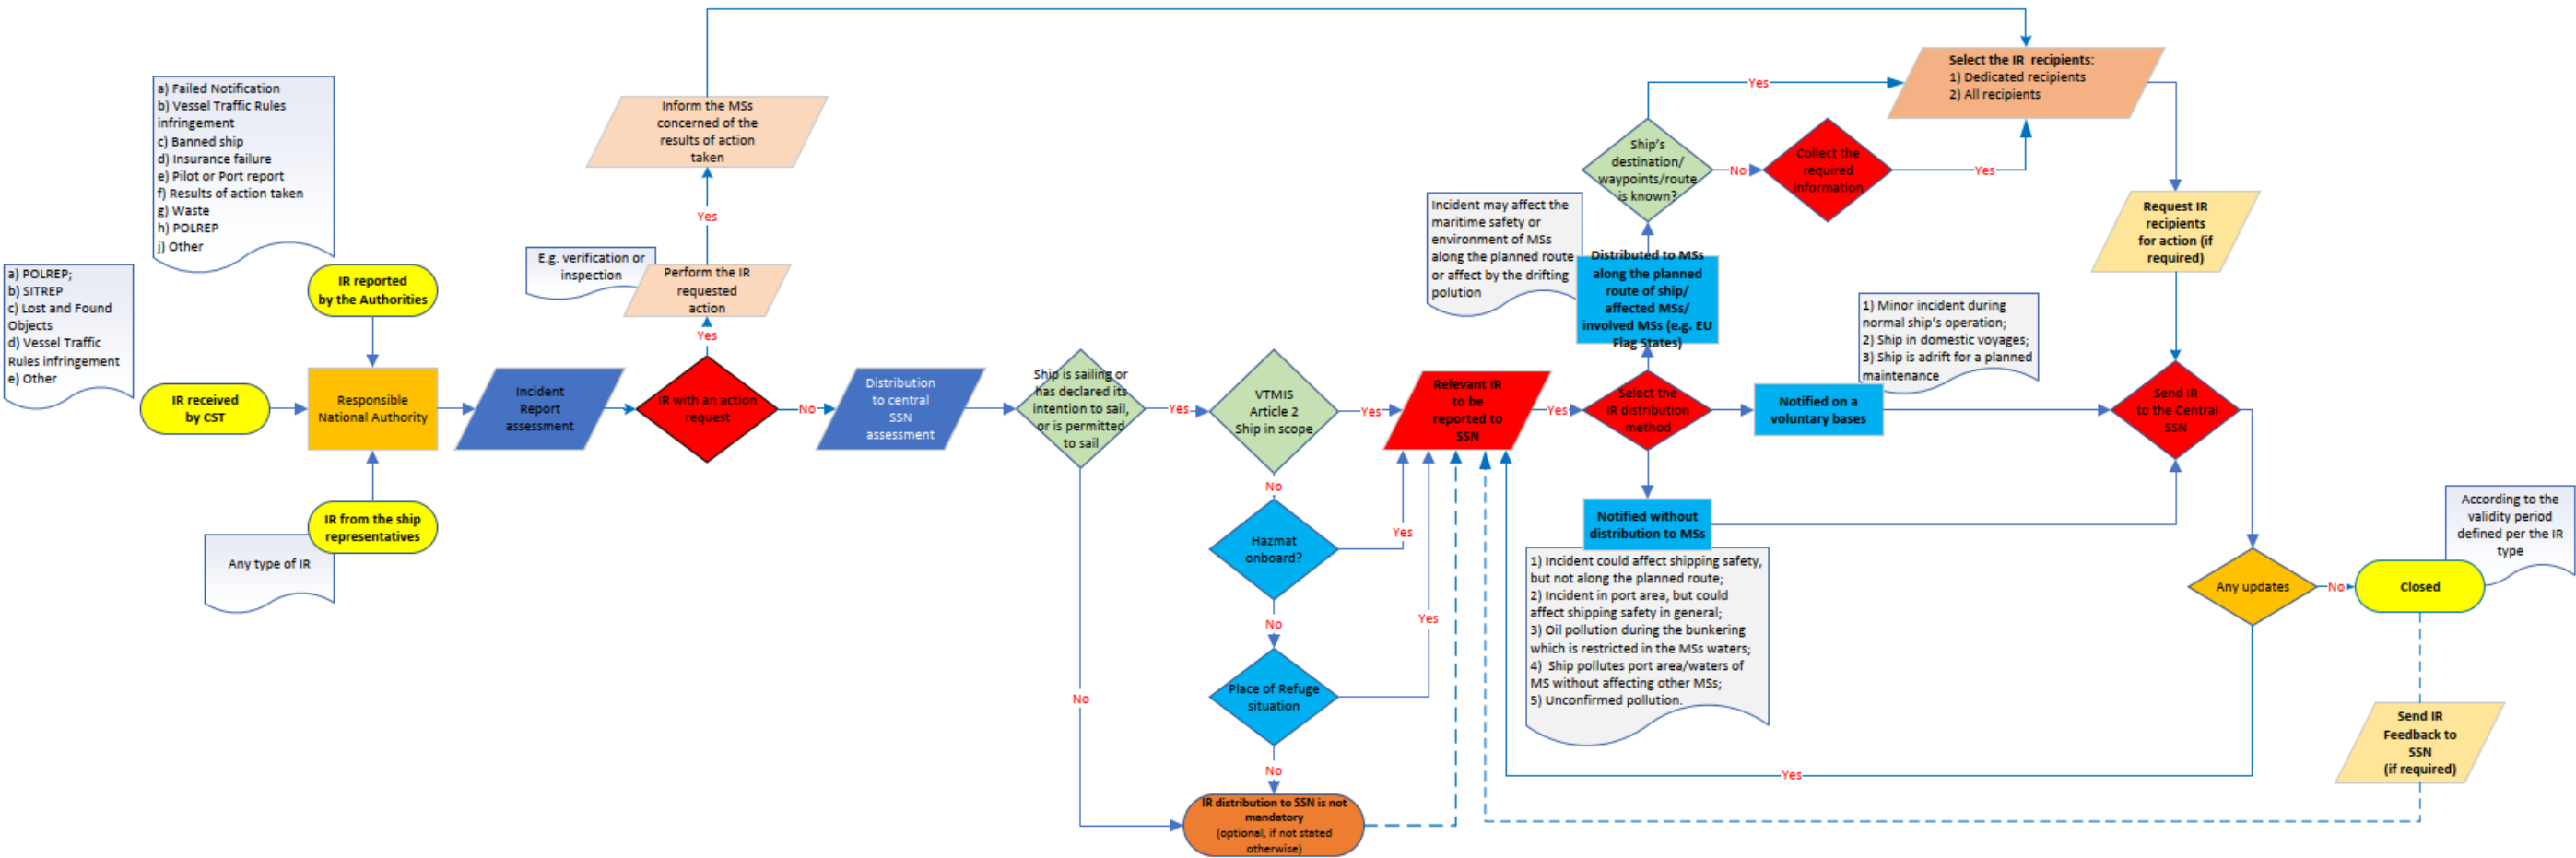 a) Failed Notification
b) Vessel Traffic Rules
infringement
c) Banned ship
d) Insurance failure
e) Pilot or Port report
f) Results of action taken
g) Waste
h) POLREP
j) Other
a) POLREP;
b) SITREP
c) Lost and Found
Objects
d) Vessel Traffic
Rules infringement
e) Other
IR reported
by the Authorities
IR received
by CST
Responsible
National Authority
IR from the ship
representatives
Any type of IR
Incident
Report
assessment
IR with an action
request
Yes
E.g. verification or
inspection
Perform the IR
requested
action
Yes
Inform the MSs
concerned of the
results of action
taken
No
Distribution
to central
SSN
assessment
Ship is sailing or
has declared its
intention to sail,
or is permitted
to sail
Yes
No
VTMIS
Article 2
Ship in scope
Yes
No
Hazmat
onboard?
Yes
No
Place of Refuge
situation
Yes
No
IR distribution to SSN is not
mandatory
(optional, if not stated
otherwise)
Relevant IR
to be
reported to
SSN
Yes
Select the
IR distribution
method
Incident may affect the
maritime safety or
environment of MSs
along the planned route
or affect by the drifting
polution
Distributed to MSs
along the planned
route of ship/
affected MSs/
involved MSs (e.g. EU
Flag States)
Ship's
destination/
waypoints/route
is known?
Yes
No
Collect the
required
information
Yes
Select the IR  recipients:
1) Dedicated recipients
2) All recipients
Request IR
recipients
for action (if
required)
1) Minor incident during
normal ship's operation;
2) Ship in domestic voyages;
3) Ship is adrift for a planned
maintenance
Notified on a
voluntary bases
Notified without
distribution to MSs
1) Incident could affect shipping safety,
but not along the planned route;
2) Incident in port area, but could
affect shipping safety in general;
3) Oil pollution during the bunkering
which is restricted in the MSs waters;
4)  Ship pollutes port area/waters of
MS without affecting other MSs;
5) Unconfirmed pollution.
Send IR
to the Central
SSN
Any updates
Yes
No
Closed
According to the
validity period
defined per the IR
type
Send IR
Feedback to
SSN
(if required)